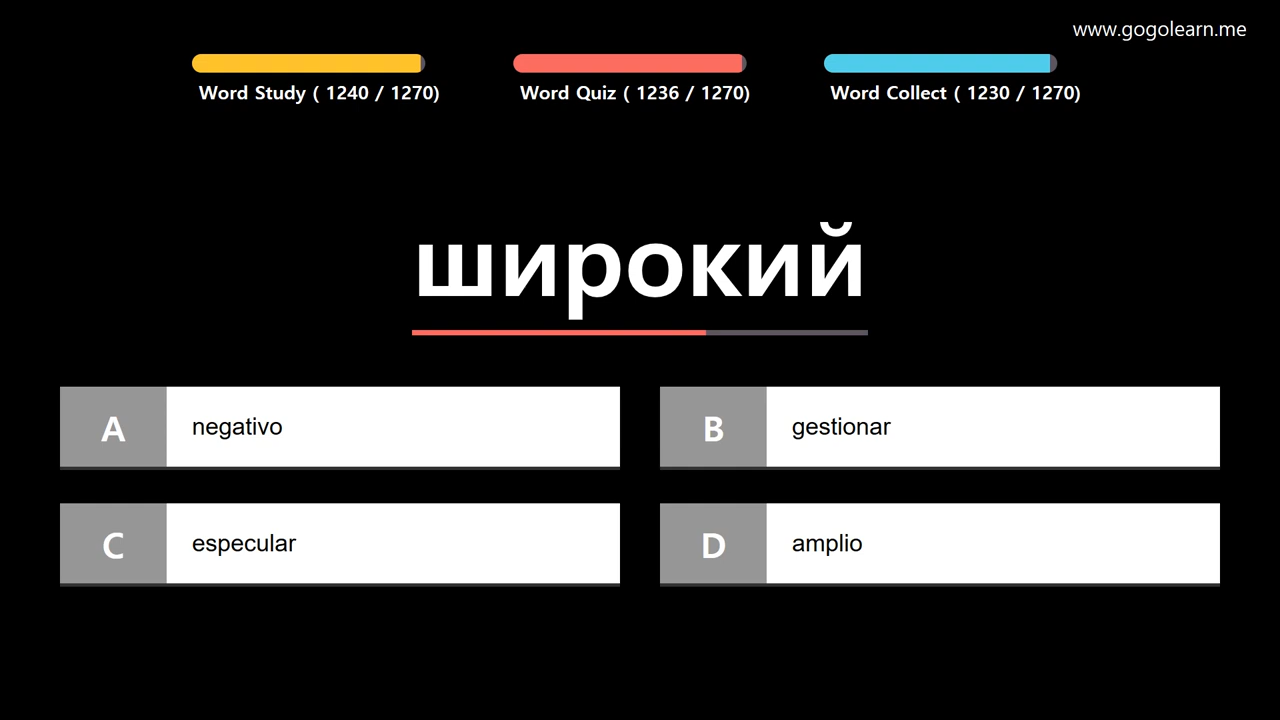 www.gogolearn.me
Word Study ( 1240 / 1270)
Word Quiz ( 1236 / 1270)
Word Collect ( 1230 / 1270)
широкий
A negativo
B gestionar
C especular
D amplio